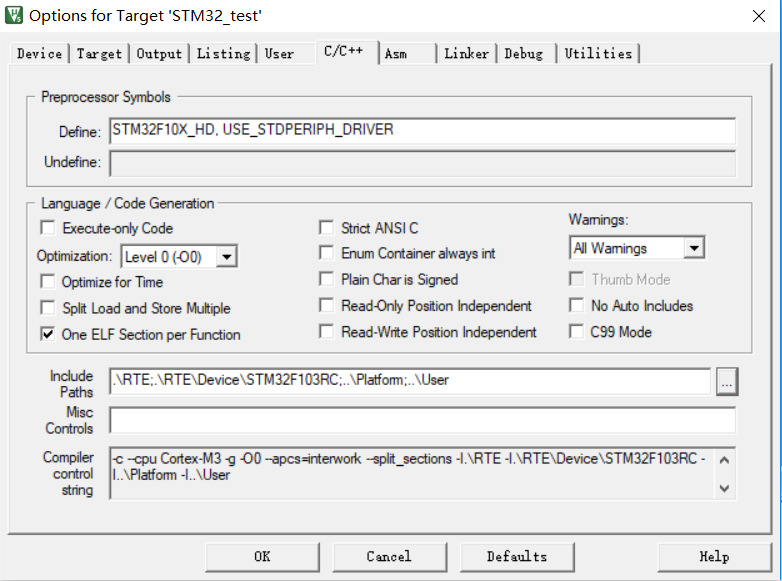 Options for Target 'STM32_test'
Device Target Output Listing User C/C++ Asm Linker Debug Utilities
Preprocessor Symbols
Define: STM32F10X_HD, USE_STDPERIPH_DRIVER
Undefine:
Language / Code Generation
Execute-only Code
Optimization: Level 0 (-O0)
Optimize for Time
Split Load and Store Multiple
One ELF Section per Function
Strict ANSI C
Enum Container always int
Plain Char is Signed
Read-Only Position Independent
Read-Write Position Independent
Warnings:
All Warnings
Thumb Mode
No Auto Includes
C99 Mode
Include
Paths
.\RTE;.\RTE\Device\STM32F103RC;..\Platform;..\User
...
Misc
Controls
Compiler
control
string
-c --cpu Cortex-M3 -g -O0 --apcs=interwork --split_sections -I.\RTE -I.\RTE\Device\STM32F103RC -
I..\Platform -I..\User
OK Cancel Defaults Help